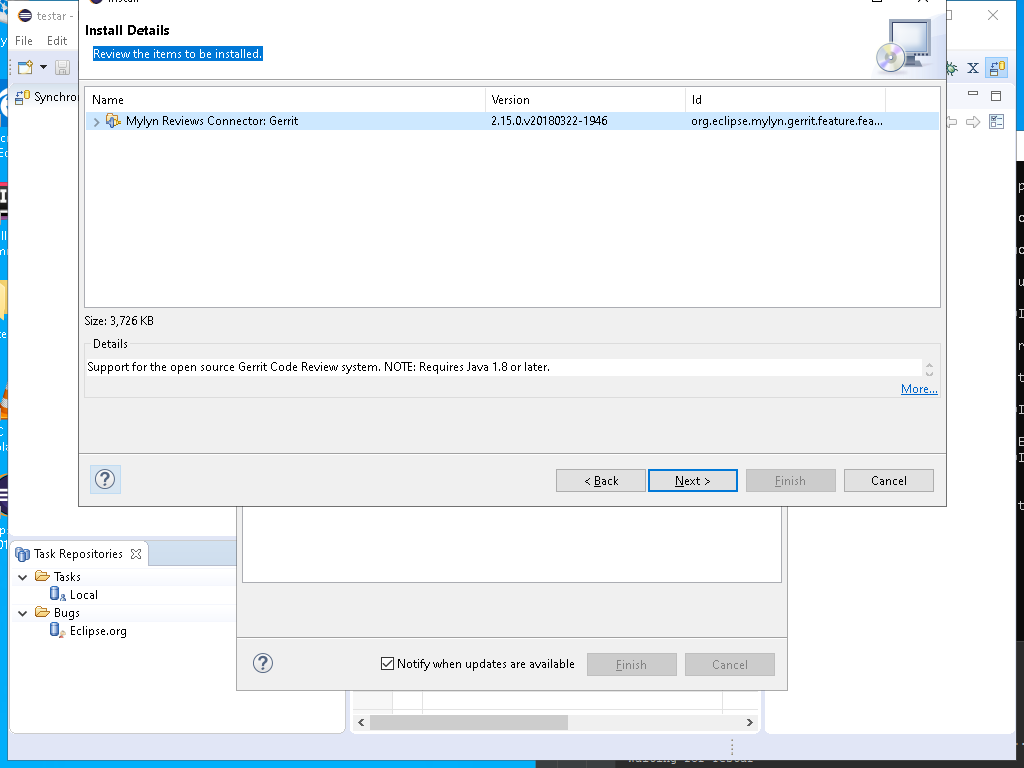 testar -
Install
File Edit
Install Details
Review the items to be installed.
Synchro
Name Version Id
Mylyn Reviews Connector: Gerrit 2.15.0.v20180322-1946 org.eclipse.mylyn.gerrit.feature.fea...
Size: 3,726 KB
Details
Support for the open source Gerrit Code Review system. NOTE: Requires Java 1.8 or later.
More...
< Back Next > Finish Cancel
Task Repositories
Tasks
Local
Bugs
Eclipse.org
Notify when updates are available Finish Cancel